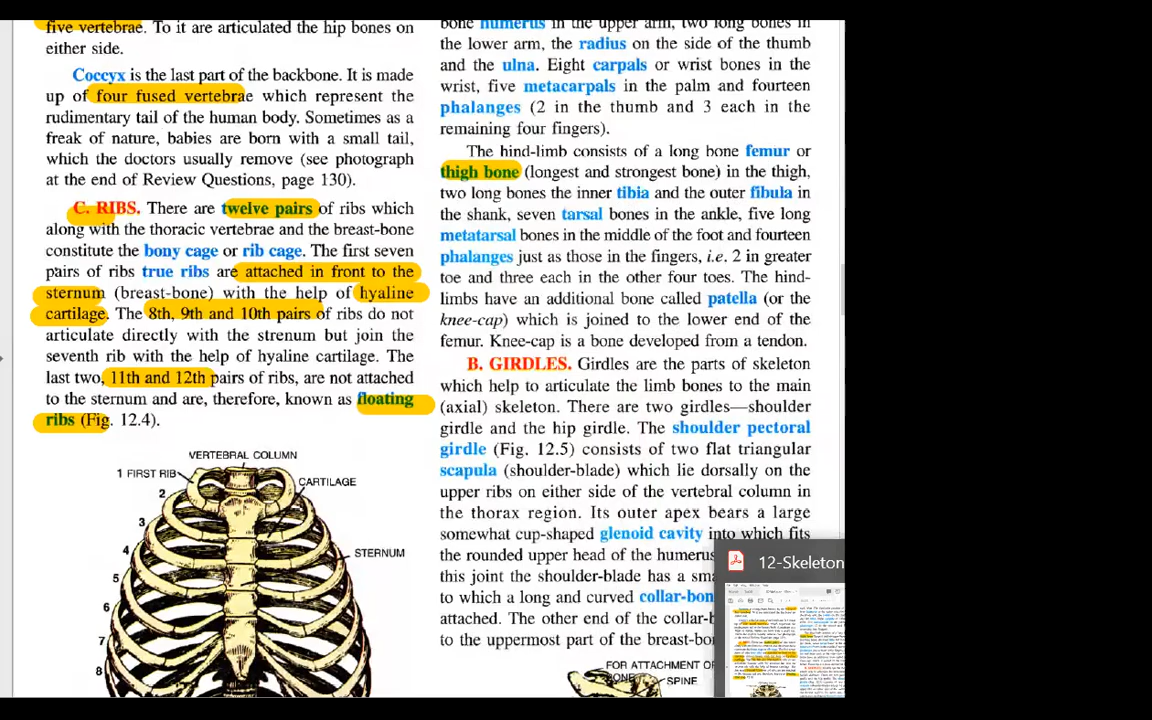 five vertebrae. To it are articulated the hip bones on
either side.
Coccyx is the last part of the backbone. It is made
up of four fused vertebrae which represent the
rudimentary tail of the human body. Sometimes as a
freak of nature, babies are born with a small tail,
which the doctors usually remove (see photograph
at the end of Review Questions, page 130).
C. RIBS. There are twelve pairs of ribs which
along with the thoracic vertebrae and the breast-bone
constitute the bony cage or rib cage. The first seven
pairs of ribs true ribs are attached in front to the
sternum (breast-bone) with the help of hyaline
cartilage. The 8th, 9th and 10th pairs of ribs do not
articulate directly with the strenum but join the
seventh rib with the help of hyaline cartilage. The
last two, 11th and 12th pairs of ribs, are not attached
to the sternum and are, therefore, known as floating
ribs (Fig. 12.4).
VERTEBRAL COLUMN
1 FIRST RIB
CARTILAGE
2
3
STERNUM
4
5
6
7
8
bone humerus in the upper arm, two long bones in
the lower arm, the radius on the side of the thumb
and the ulna. Eight carpals or wrist bones in the
wrist, five metacarpals in the palm and fourteen
phalanges (2 in the thumb and 3 each in the
remaining four fingers).
The hind-limb consists of a long bone femur or
thigh bone (longest and strongest bone) in the thigh,
two long bones the inner tibia and the outer fibula in
the shank, seven tarsal bones in the ankle, five long
metatarsal bones in the middle of the foot and fourteen
phalanges just as those in the fingers, i.e. 2 in greater
toe and three each in the other four toes. The hind-
limbs have an additional bone called patella (or the
knee-cap) which is joined to the lower end of the
femur. Knee-cap is a bone developed from a tendon.
B. GIRDLES. Girdles are the parts of skeleton
which help to articulate the limb bones to the main
(axial) skeleton. There are two girdles—shoulder
girdle and the hip girdle. The shoulder pectoral
girdle (Fig. 12.5) consists of two flat triangular
scapula (shoulder-blade) which lie dorsally on the
upper ribs on either side of the vertebral column in
the thorax region. Its outer apex bears a large
somewhat cup-shaped glenoid cavity into which fits
the rounded upper head of the humerus
this joint the shoulder-blade has a sma
to which a long and curved collar-bon
attached. The other end of the collar-b
to the uppermost part of the breast-bo
FOR ATTACHMENT OF
BONE
SPINE
12-Skeleton